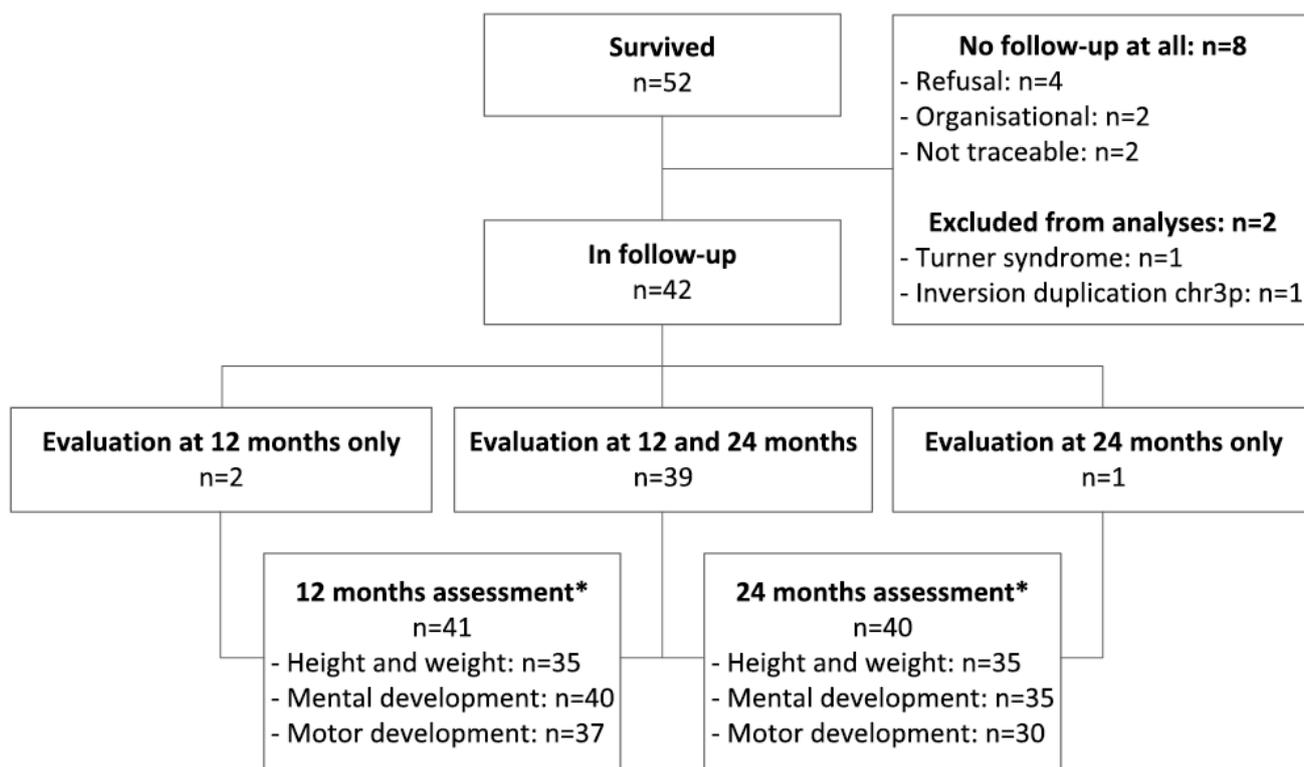 Survived
n=52
No follow-up at all: n=8
- Refusal: n=4
- Organisational: n=2
- Not traceable: n=2
Excluded from analyses: n=2
- Turner syndrome: n=1
- Inversion duplication chr3p: n=1
In follow-up
n=42
Evaluation at 12 months only
n=2
Evaluation at 12 and 24 months
n=39
Evaluation at 24 months only
n=1
12 months assessment*
n=41
- Height and weight: n=35
- Mental development: n=40
- Motor development: n=37
24 months assessment*
n=40
- Height and weight: n=35
- Mental development: n=35
- Motor development: n=30